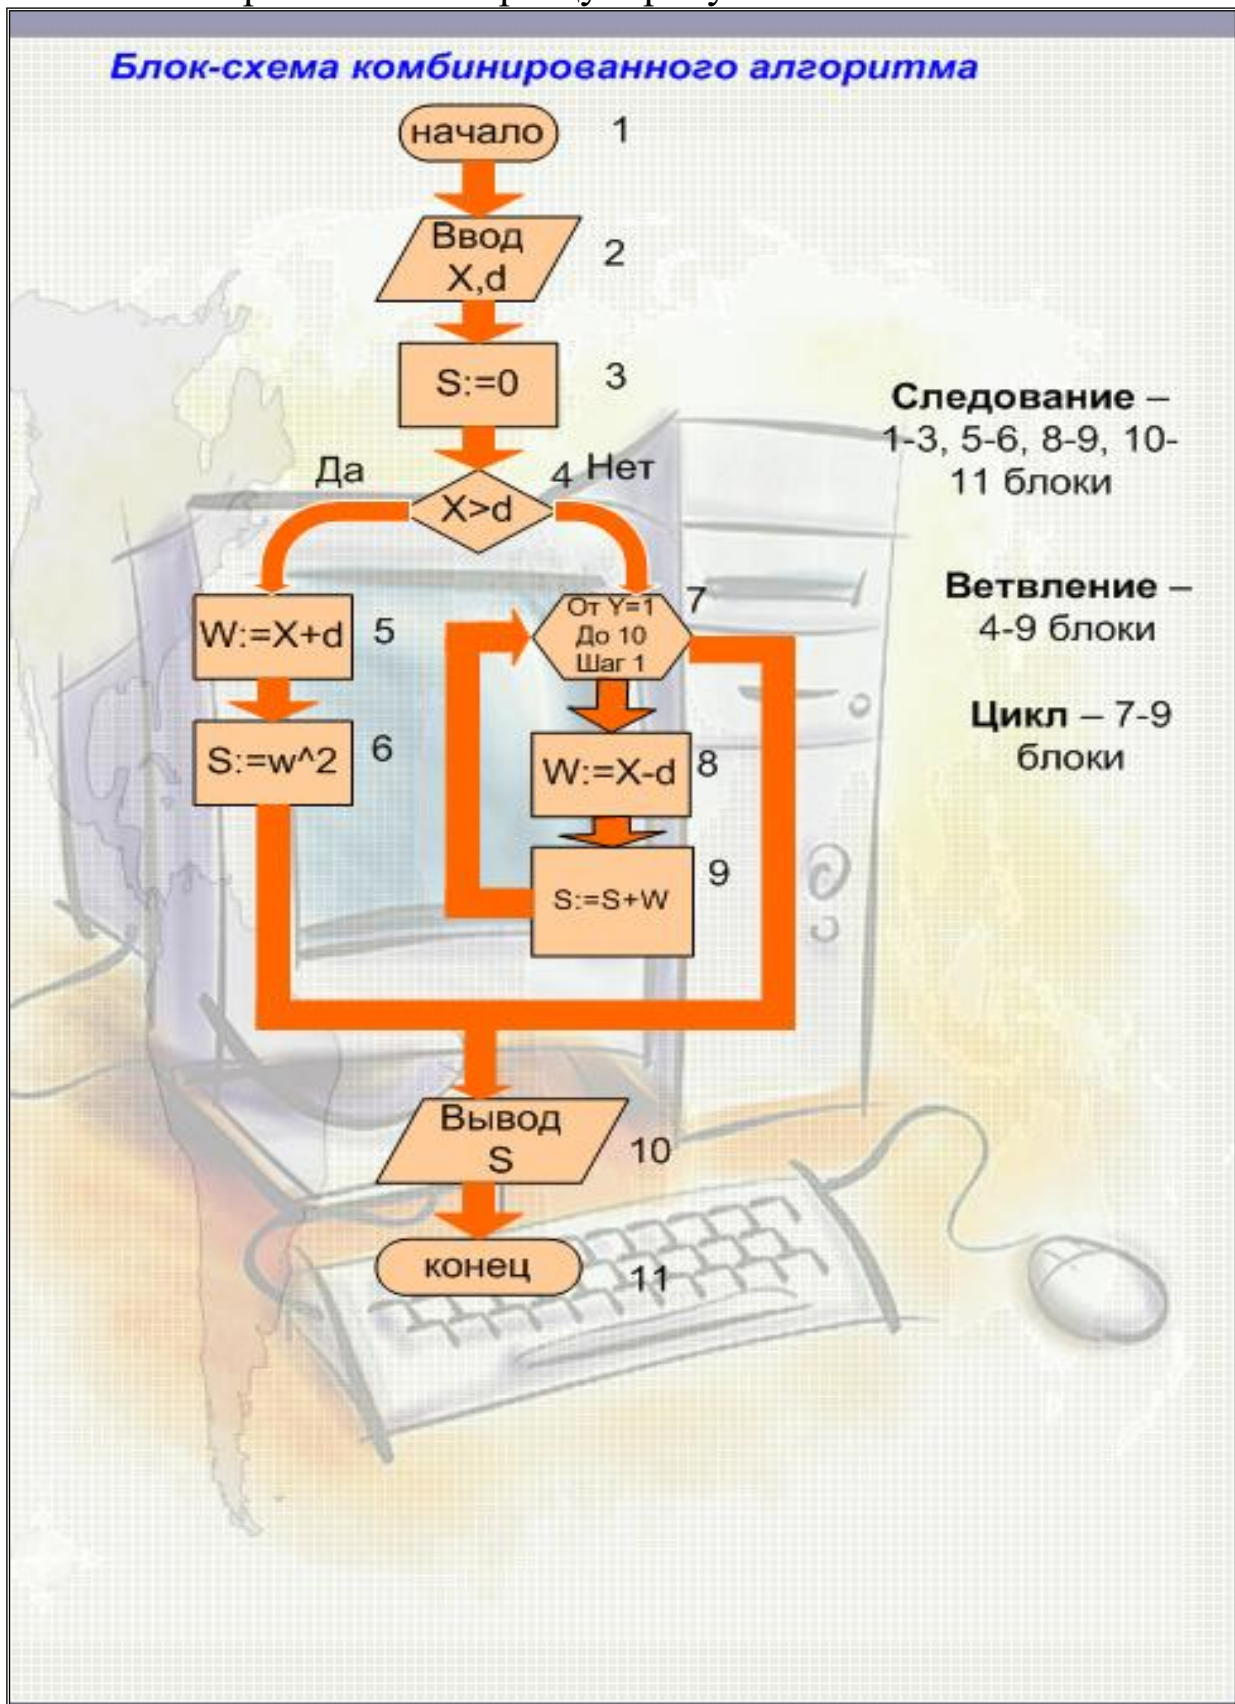 Блок-схема комбинированного алгоритма
начало
1
Ввод
X,d
2
S:=0
3
Да
4
Нет
X>d
W:=X+d
5
S:=w^2
6
От Y=1
До 10
Шаг 1
7
W:=X-d
8
S:=S+W
9
Вывод
S
10
конец
11
Следование –
1-3, 5-6, 8-9, 10-
11 блоки
Ветвление –
4-9 блоки
Цикл – 7-9
блоки